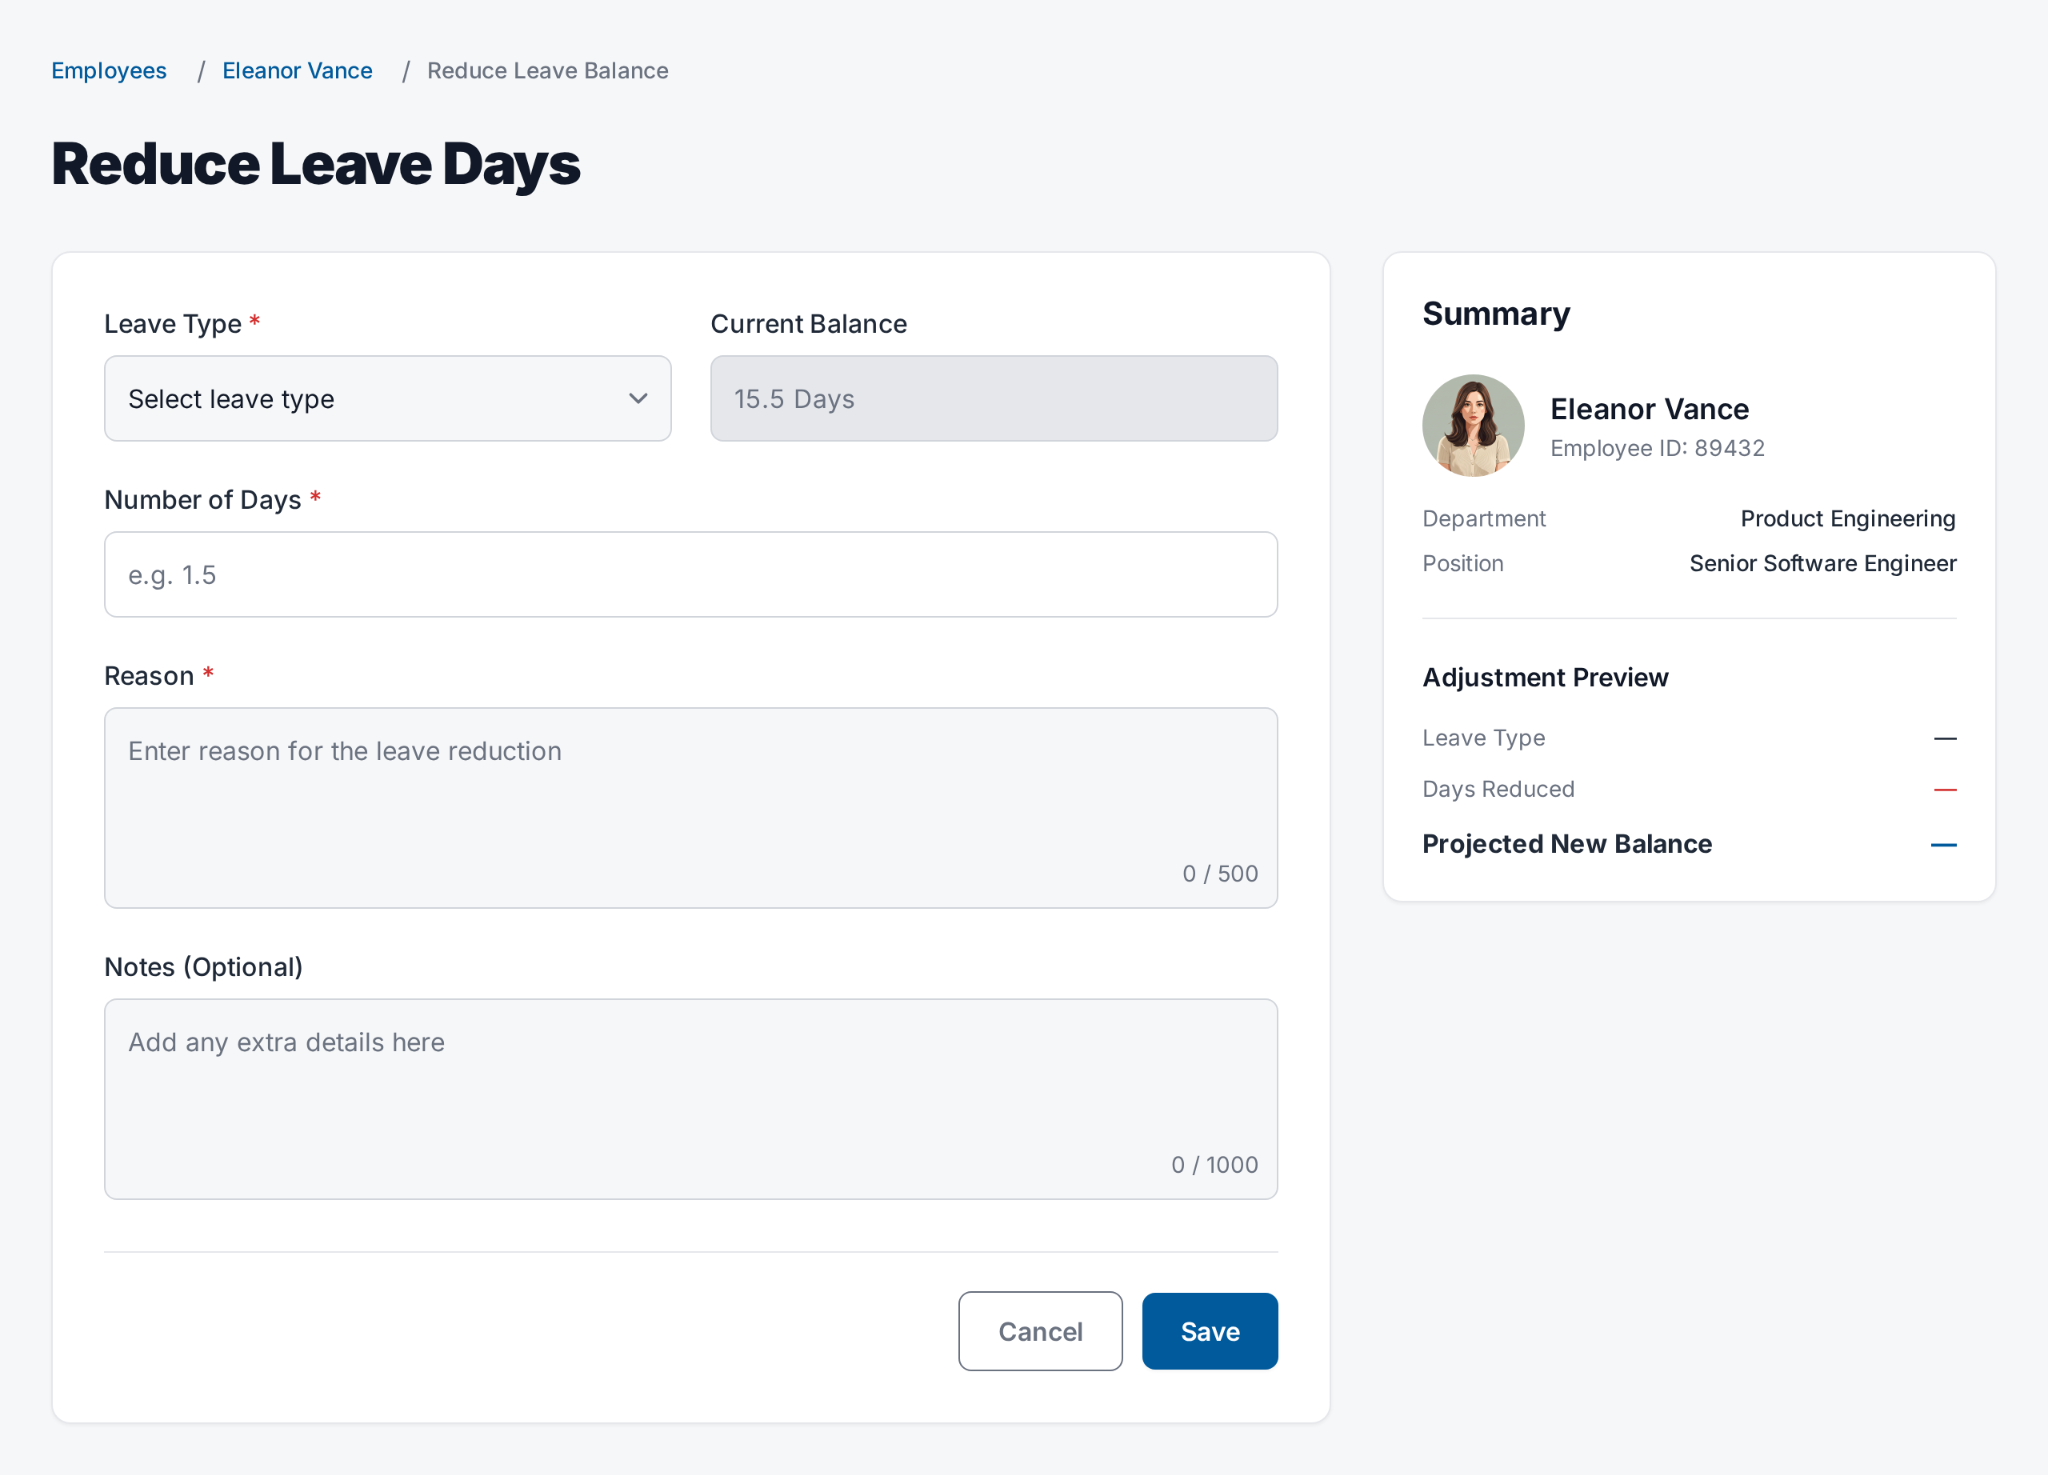 Employees / Eleanor Vance / Reduce Leave Balance
Reduce Leave Days
Leave Type *
Select leave type
Current Balance
15.5 Days
Number of Days *
e.g. 1.5
Reason *
Enter reason for the leave reduction
0 / 500
Notes (Optional)
Add any extra details here
0 / 1000
Cancel
Save
Summary
Eleanor Vance
Employee ID: 89432
Department Product Engineering
Position Senior Software Engineer
Adjustment Preview
Leave Type —
Days Reduced —
Projected New Balance —